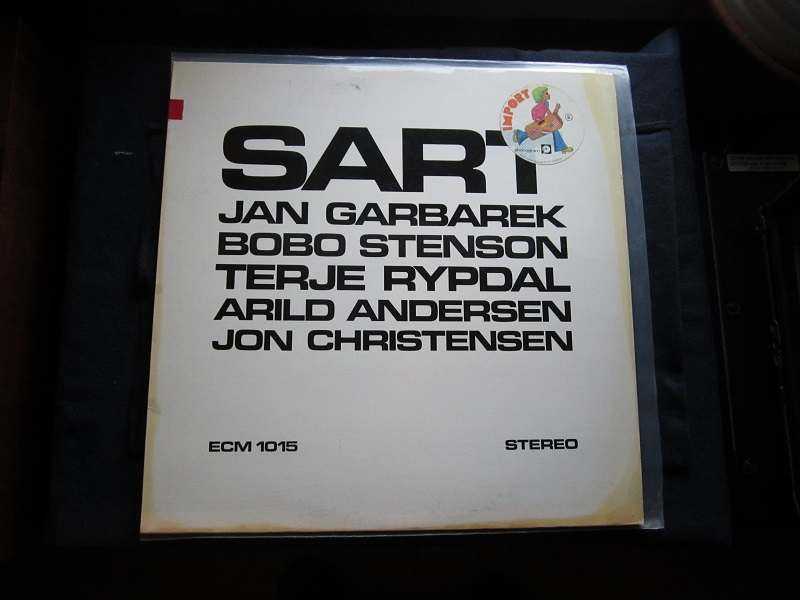 IMPORT
SART
JAN GARBAREK
BOBO STENSON
TERJE RYPDAL
ARILD ANDERSEN
JON CHRISTENSEN
ECM 1015
STEREO